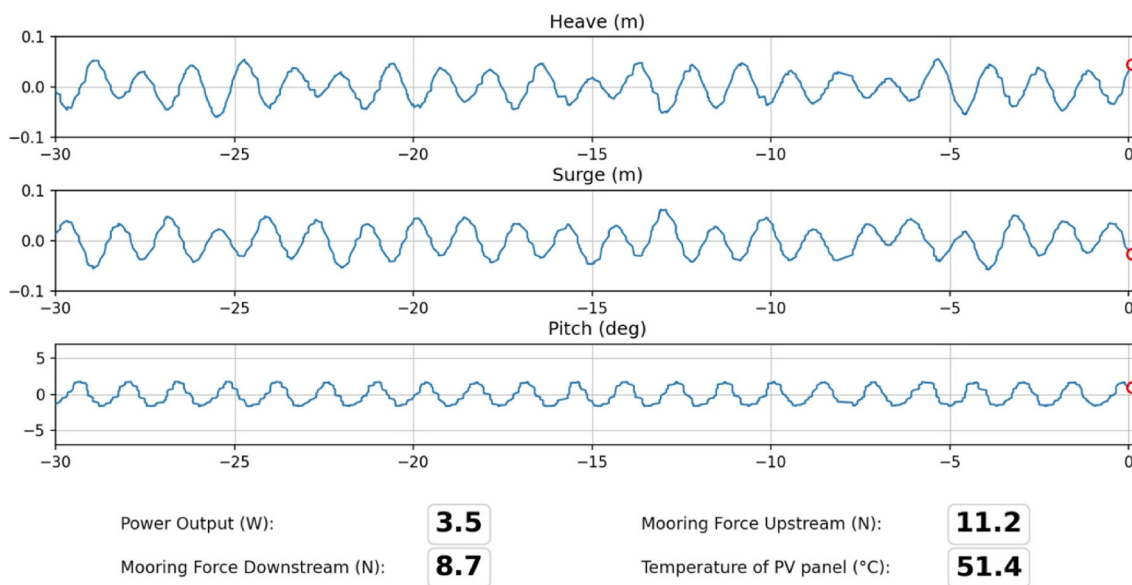 Heave (m)
0.1
0.0
−0.1
−30 −25 −20 −15 −10 −5 0
Surge (m)
0.1
0.0
−0.1
−30 −25 −20 −15 −10 −5 0
Pitch (deg)
5
0
−5
−30 −25 −20 −15 −10 −5 0
Power Output (W): 3.5 Mooring Force Upstream (N): 11.2
Mooring Force Downstream (N): 8.7 Temperature of PV panel (°C): 51.4